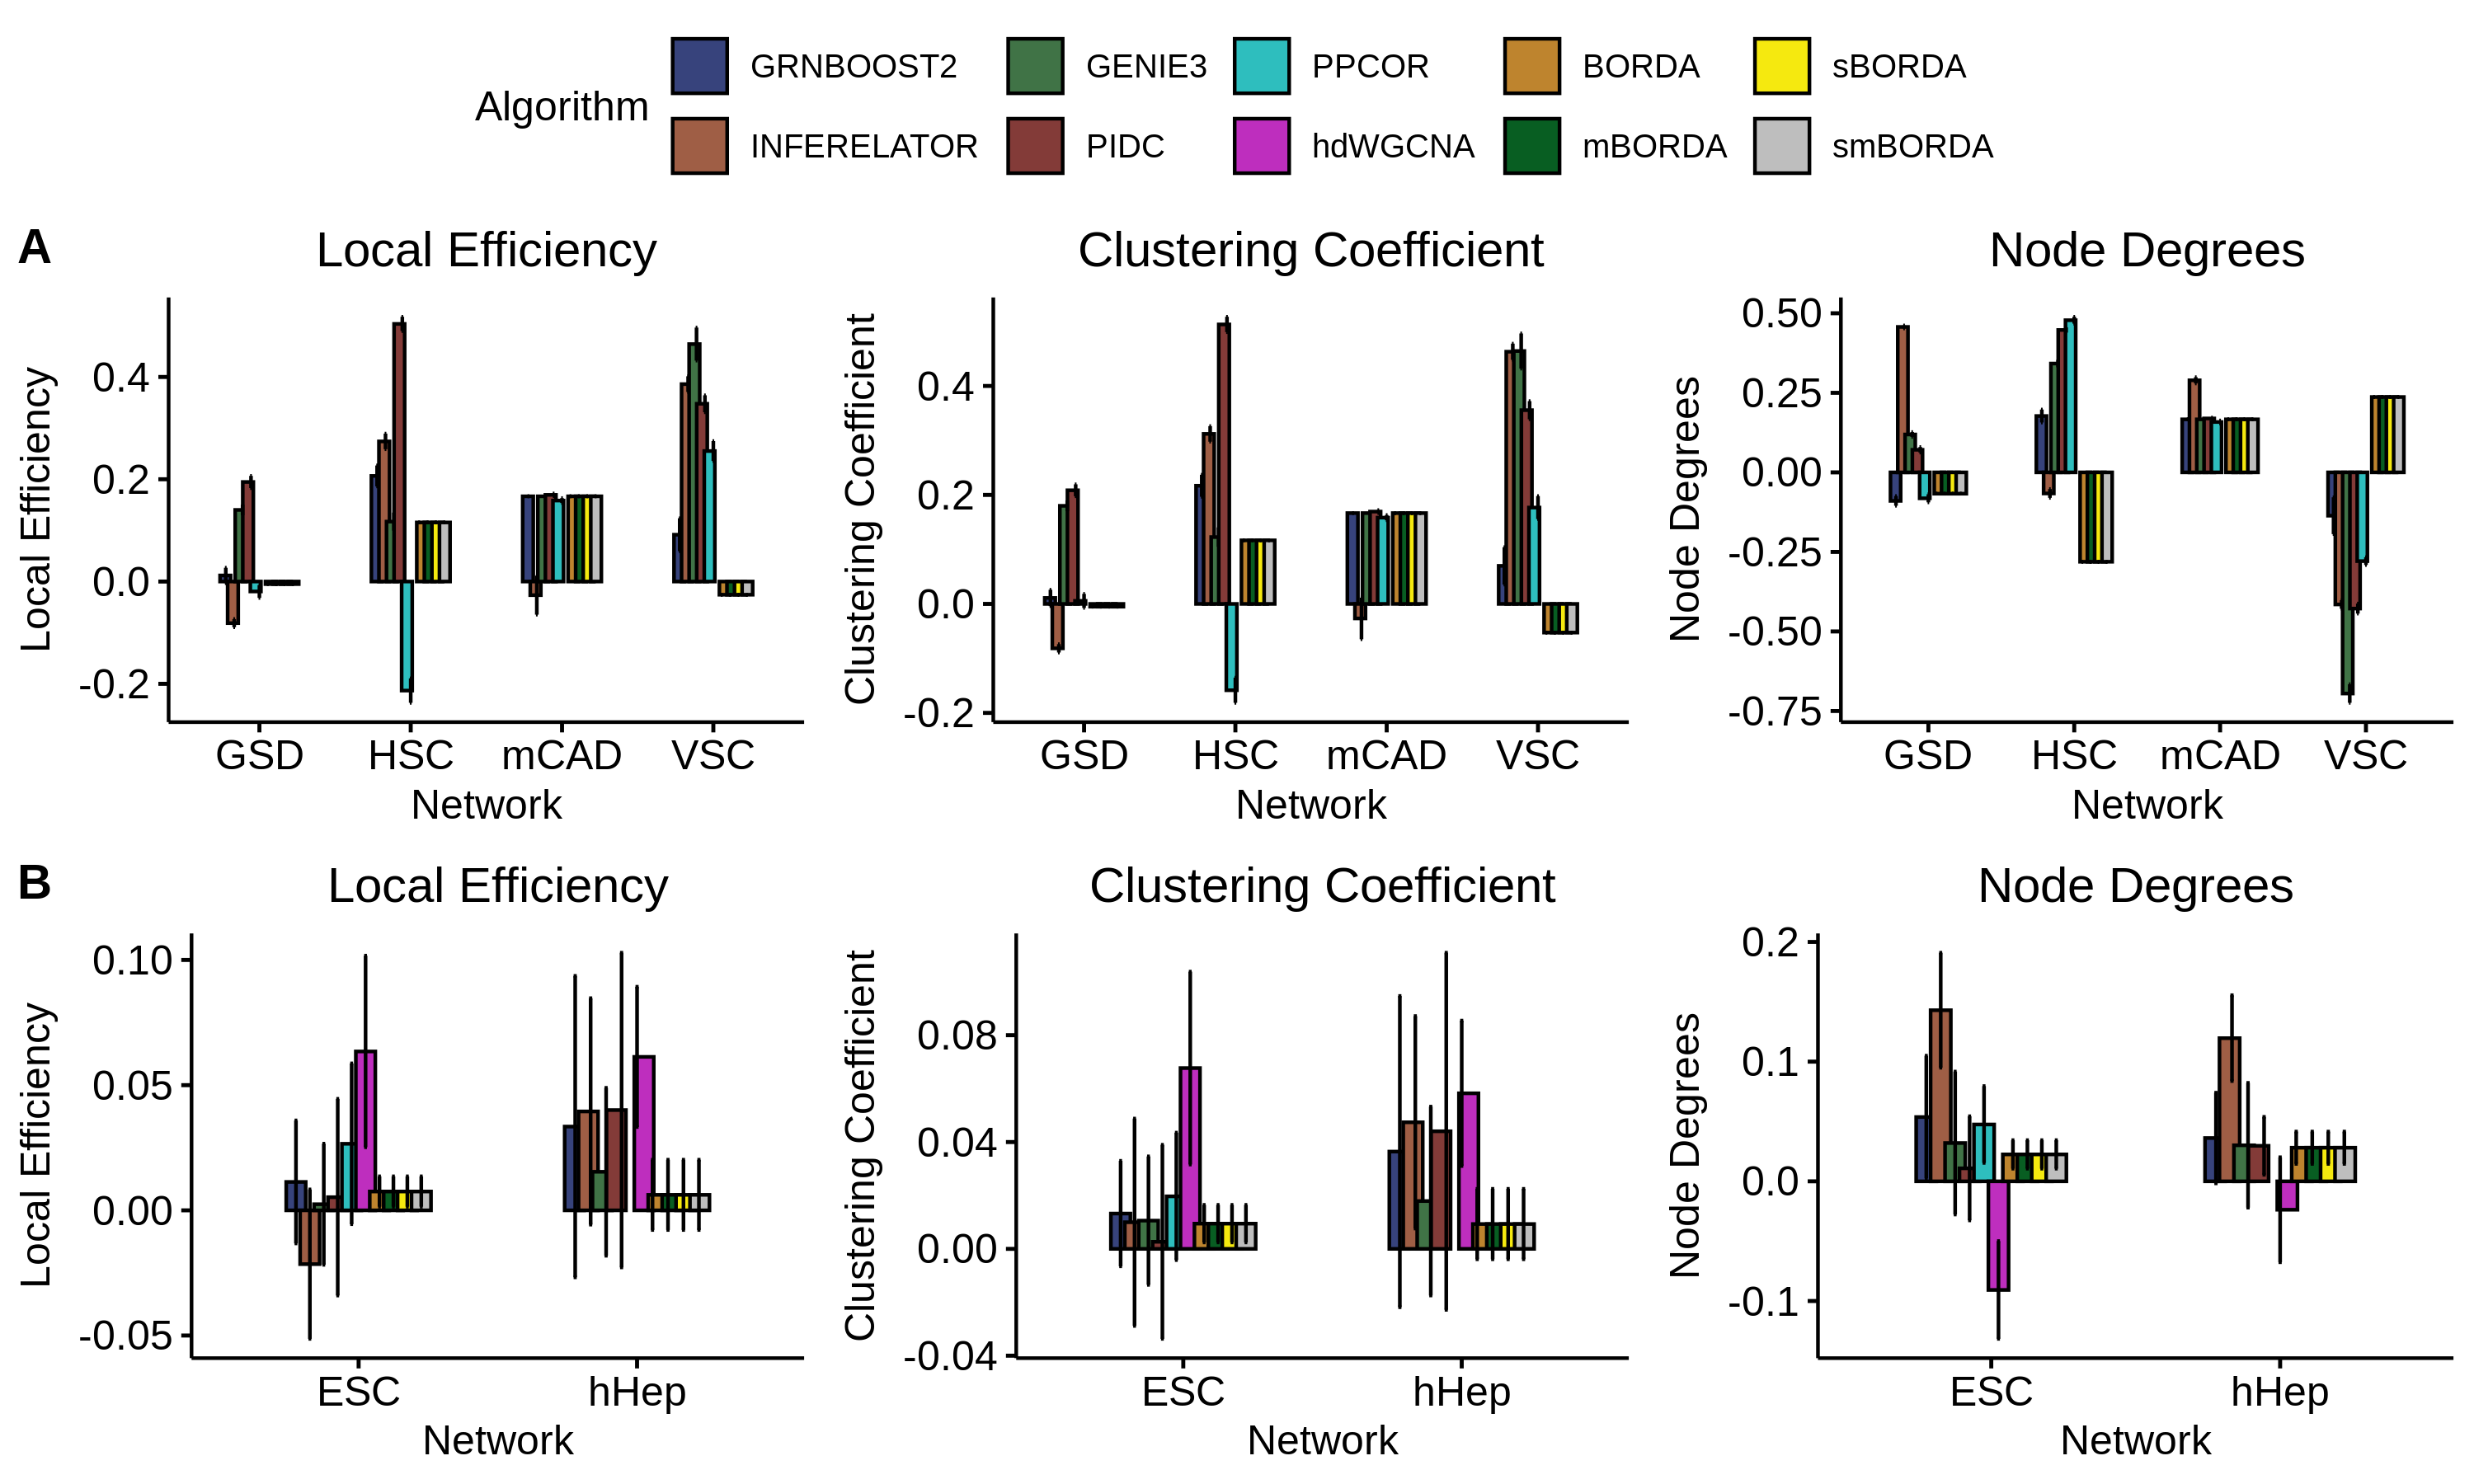 Algorithm
GRNBOOST2 GENIE3 PPCOR BORDA sBORDA
INFERELATOR PIDC hdWGCNA mBORDA smBORDA
A
Local Efficiency
Local Efficiency
0.4
0.2
0.0
-0.2
GSD HSC mCAD VSC
Network
Clustering Coefficient
Clustering Coefficient
0.4
0.2
0.0
-0.2
GSD HSC mCAD VSC
Network
Node Degrees
Node Degrees
0.50
0.25
0.00
-0.25
-0.50
-0.75
GSD HSC mCAD VSC
Network
B
Local Efficiency
Local Efficiency
0.10
0.05
0.00
-0.05
ESC hHep
Network
Clustering Coefficient
Clustering Coefficient
0.08
0.04
0.00
-0.04
ESC hHep
Network
Node Degrees
Node Degrees
0.2
0.1
0.0
-0.1
ESC hHep
Network